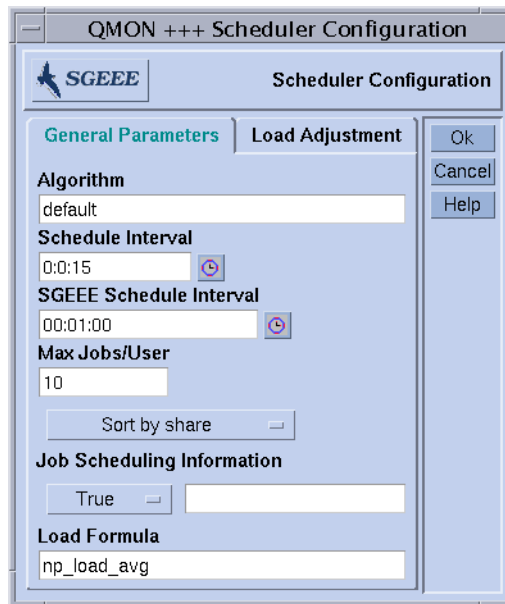 QMON +++ Scheduler Configuration
SGEEE
Scheduler Configuration
General Parameters
Load Adjustment
Ok
Cancel
Help
Algorithm
default
Schedule Interval
0:0:15
SGEEE Schedule Interval
00:01:00
Max Jobs/User
10
Sort by share
Job Scheduling Information
True
Load Formula
np_load_avg